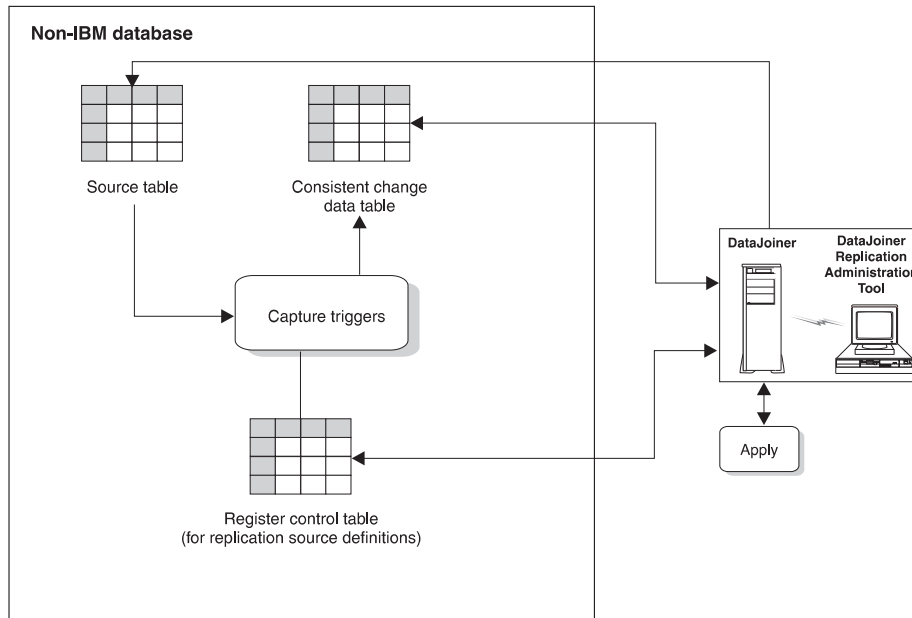 Non-IBM database
Source table
Consistent change
data table
Capture triggers
Register control table
(for replication source definitions)
DataJoiner
DataJoiner
Replication
Administration
Tool
Apply